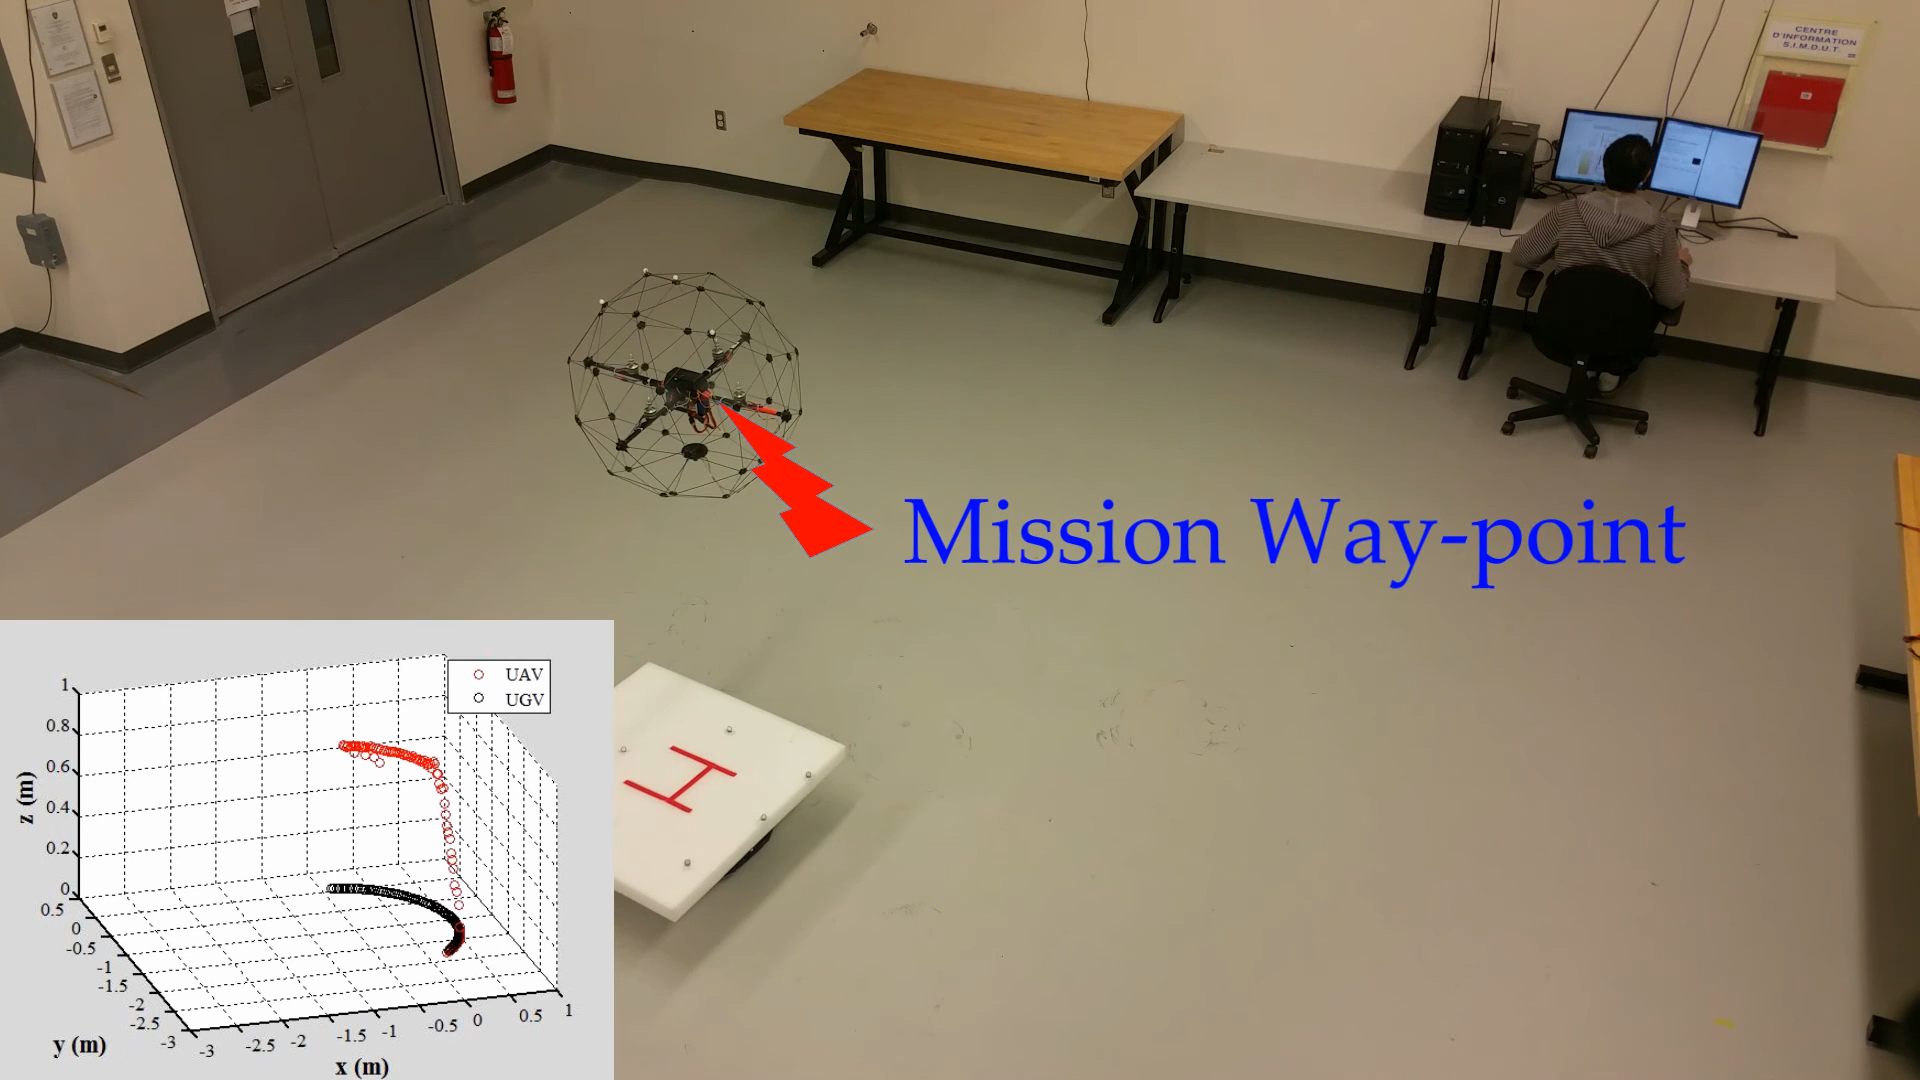 CENTRE
D'INFORMATION
S.I.M.D.U.T.
Mission Way-point
H
UAV
UGV
1
0.8
0.6
0.4
0.2
0
z (m)
0.5
0
-0.5
-1
-1.5
-2
-2.5
-3
y (m)
-3
-2.5
-2
-1.5
-1
-0.5
0
0.5
1
x (m)